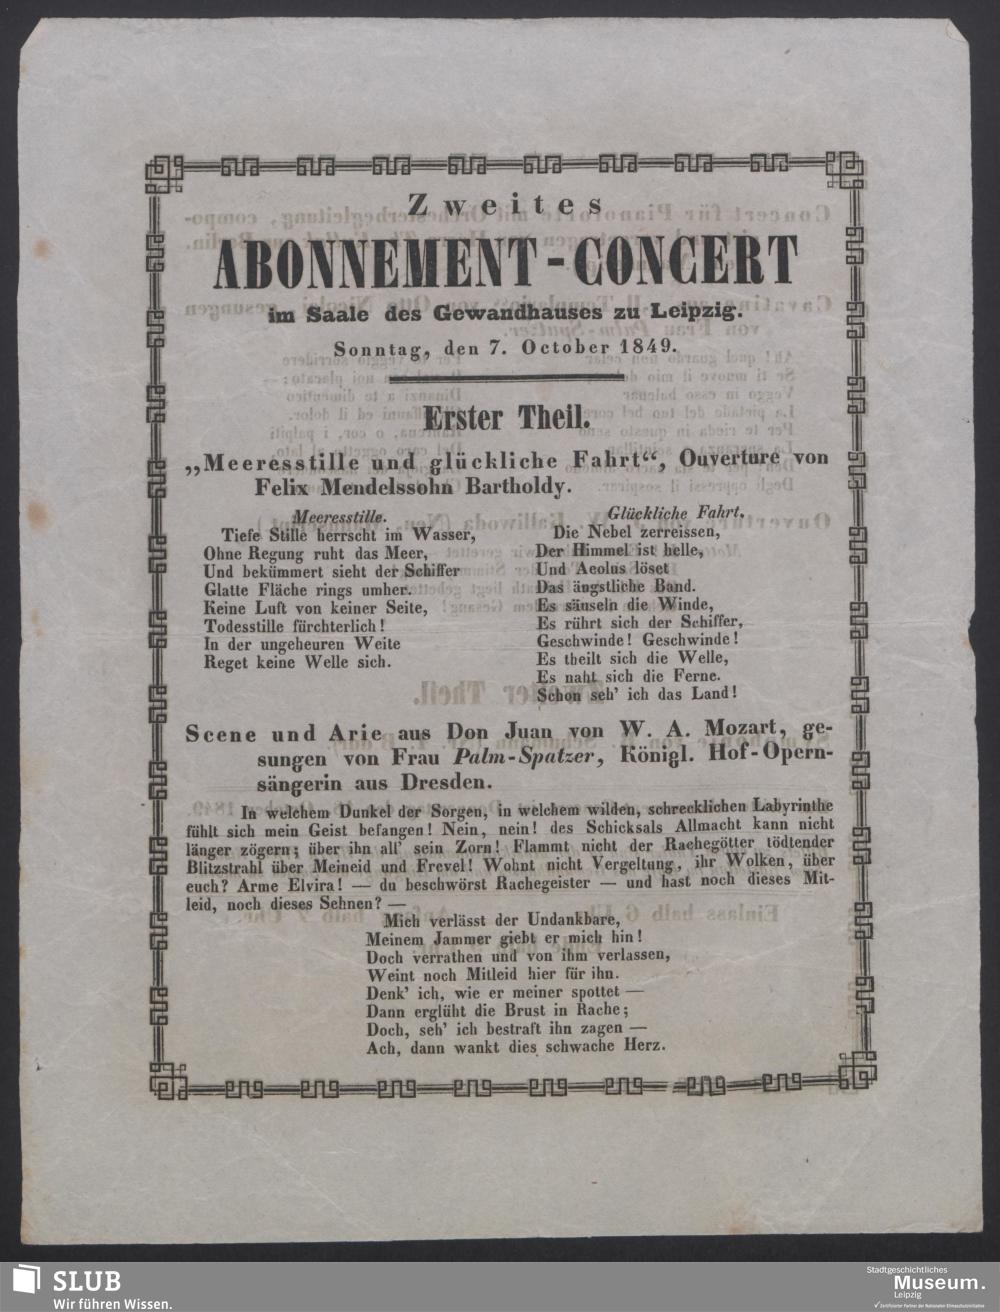 Zweites
ABONNEMENT-CONCERT
im Saale des Gewandhauses zu Leipzig.
Sonntag, den 7. October 1849.
Erster Theil.
„Meeresstille und glückliche Fahrt“, Ouverture von
Felix Mendelssohn Bartholdy.
Meeresstille.
Tiefe Stille herrscht im Wasser,
Ohne Regung ruht das Meer,
Und bekümmert sieht der Schiffer
Glatte Fläche rings umher.
Keine Luft von keiner Seite,
Todesstille fürchterlich!
In der ungeheuren Weite
Reget keine Welle sich.
Glückliche Fahrt.
Die Nebel zerreissen,
Der Himmel ist helle,
Und Aeolus löset
Das ängstliche Band.
Es säuseln die Winde,
Es rührt sich der Schiffer,
Geschwinde! Geschwinde!
Es theilt sich die Welle,
Es naht sich die Ferne.
Schon seh' ich das Land!
Scene und Arie aus Don Juan von W. A. Mozart, ge-
sungen von Frau Palm-Spatzer, Königl. Hof-Opern-
sängerin aus Dresden.
In welchem Dunkel der Sorgen, in welchem wilden, schrecklichen Labyrinthe
fühlt sich mein Geist befangen! Nein, nein! des Schicksals Allmacht kann nicht
länger zögern; über ihn all' sein Zorn! Flammt nicht der Rachegötter tödtender
Blitzstrahl über Meineid und Frevel! Wohnt nicht Vergeltung, ihr Wolken, über
euch? Arme Elvira! — du beschwörst Rachegeister — und hast noch dieses Mit-
leid, noch dieses Sehnen? —
Mich verlässt der Undankbare,
Meinem Jammer giebt er mich hin!
Doch verrathen und von ihm verlassen,
Weint noch Mitleid hier für ihn.
Denk' ich, wie er meiner spottet —
Dann erglüht die Brust in Rache;
Doch, seh' ich bestraft ihn zagen —
Ach, dann wankt dies schwache Herz.
SLUB
Wir führen Wissen.
Stadtgeschichtliches
Museum.
Leipzig
✓ Zertifizierter Partner der Nationalen Klimaschutzinitiative